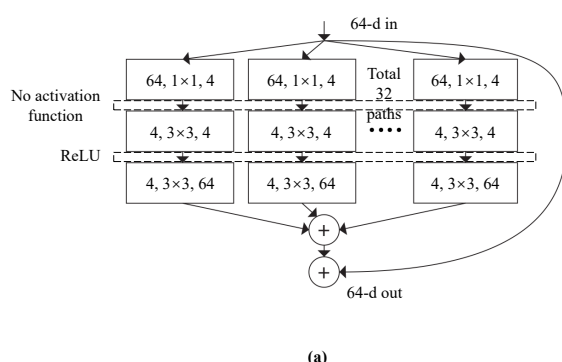 64-d in
64, 1×1, 4
64, 1×1, 4
Total
32
paths
64, 1×1, 4
No activation
function
4, 3×3, 4
4, 3×3, 4
4, 3×3, 4
ReLU
4, 3×3, 64
4, 3×3, 64
4, 3×3, 64
+
+
64-d out
(a)